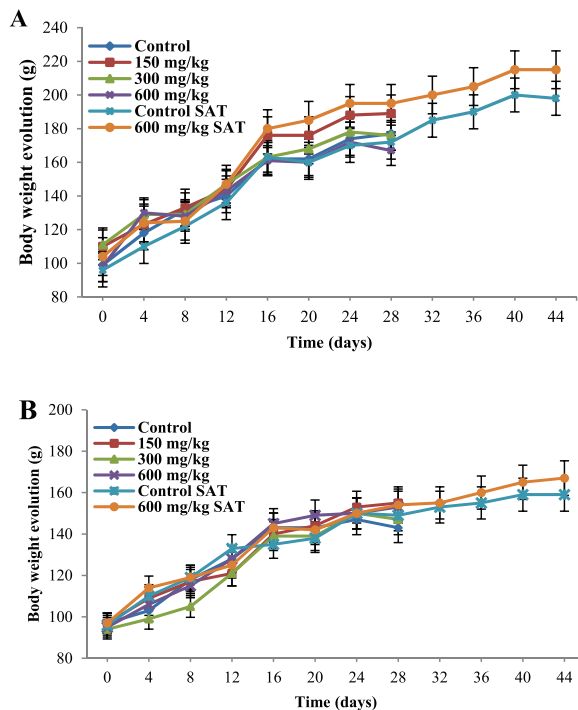 A
Body weight evolution (g)
240
220
200
180
160
140
120
100
80
Control
150 mg/kg
300 mg/kg
600 mg/kg
Control SAT
600 mg/kg SAT
0 4 8 12 16 20 24 28 32 36 40 44
Time (days)
B
Body weight evolution (g)
200
180
160
140
120
100
80
Control
150 mg/kg
300 mg/kg
600 mg/kg
Control SAT
600 mg/kg SAT
0 4 8 12 16 20 24 28 32 36 40 44
Time (days)